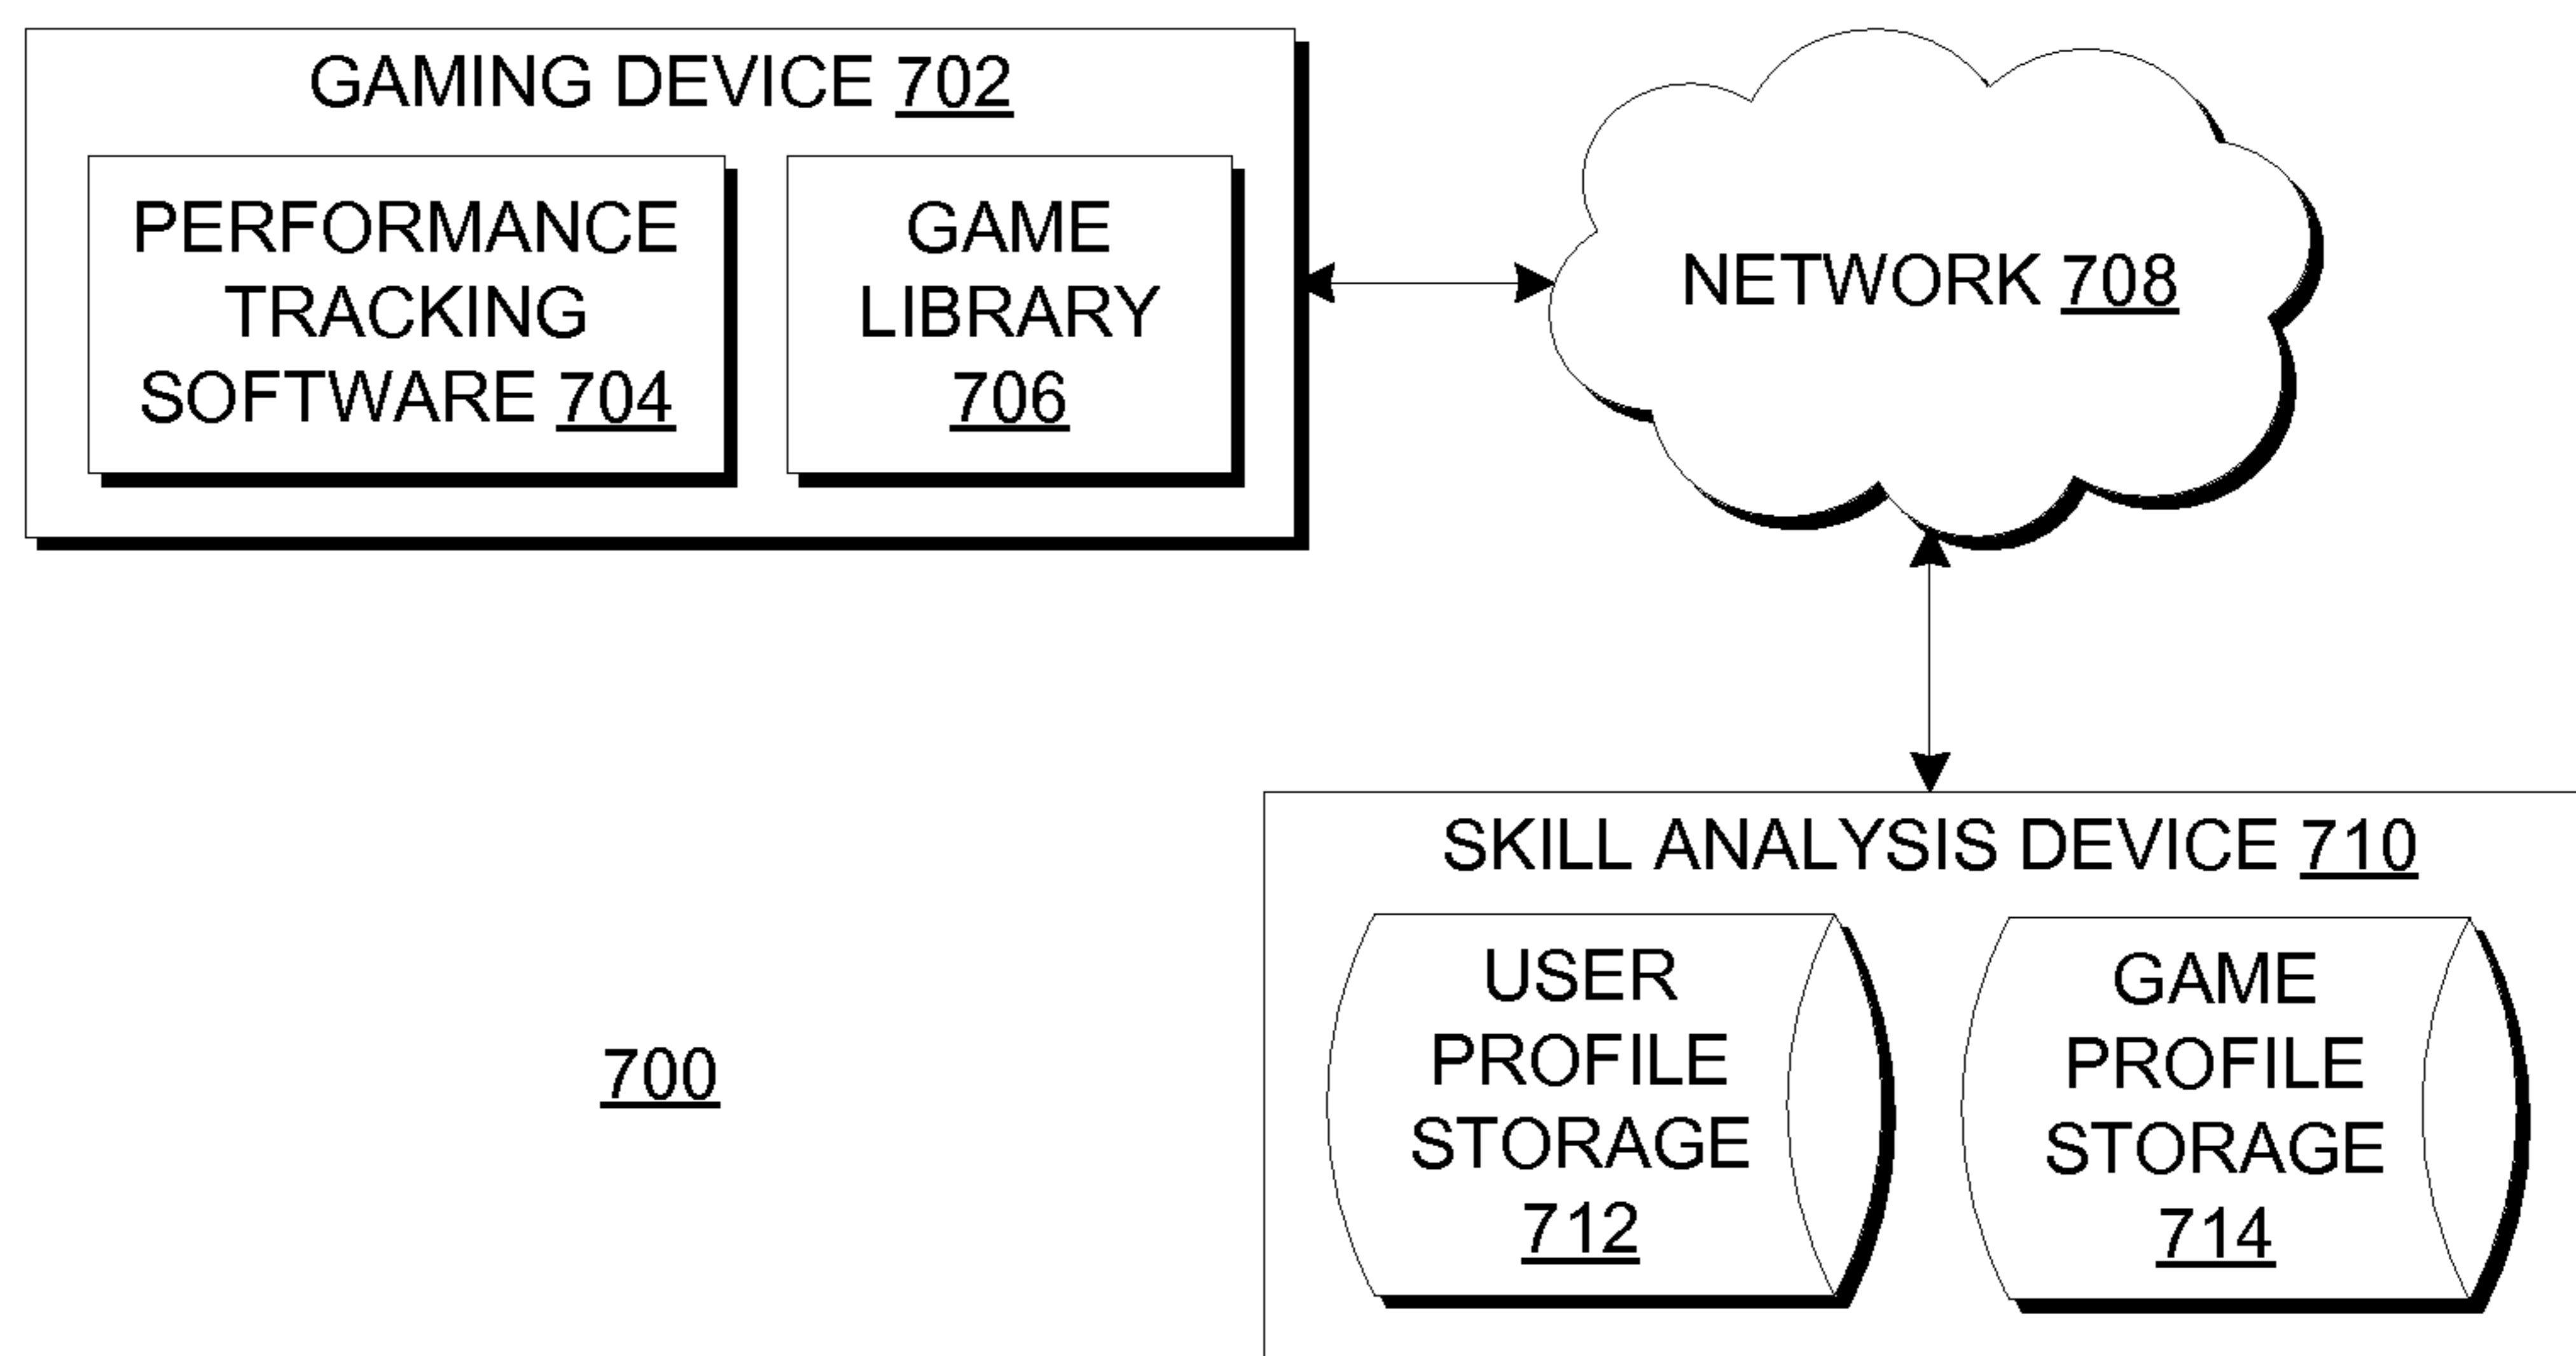 GAMING DEVICE 702
PERFORMANCE
TRACKING
SOFTWARE 704
GAME
LIBRARY
706
NETWORK 708
SKILL ANALYSIS DEVICE 710
USER
PROFILE
STORAGE
712
GAME
PROFILE
STORAGE
714
700